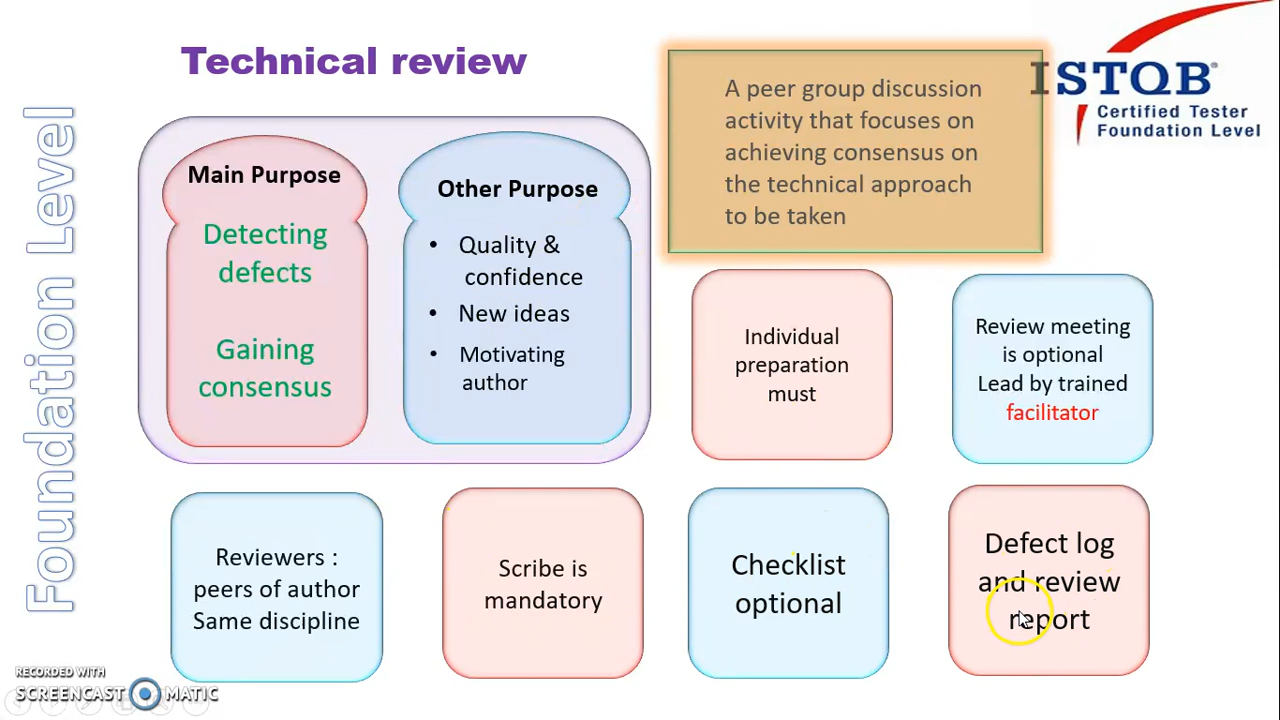 Technical review
ISTQB®
Certified Tester
Foundation Level
Foundation Level
A peer group discussion
activity that focuses on
achieving consensus on
the technical approach
to be taken
Main Purpose
Detecting
defects
Gaining
consensus
Other Purpose
• Quality &
confidence
• New ideas
• Motivating
author
Individual
preparation
must
Review meeting
is optional
Lead by trained
facilitator
Reviewers :
peers of author
Same discipline
Scribe is
mandatory
Checklist
optional
Defect log
and review
report
RECORDED WITH
SCREENCAST MATIC